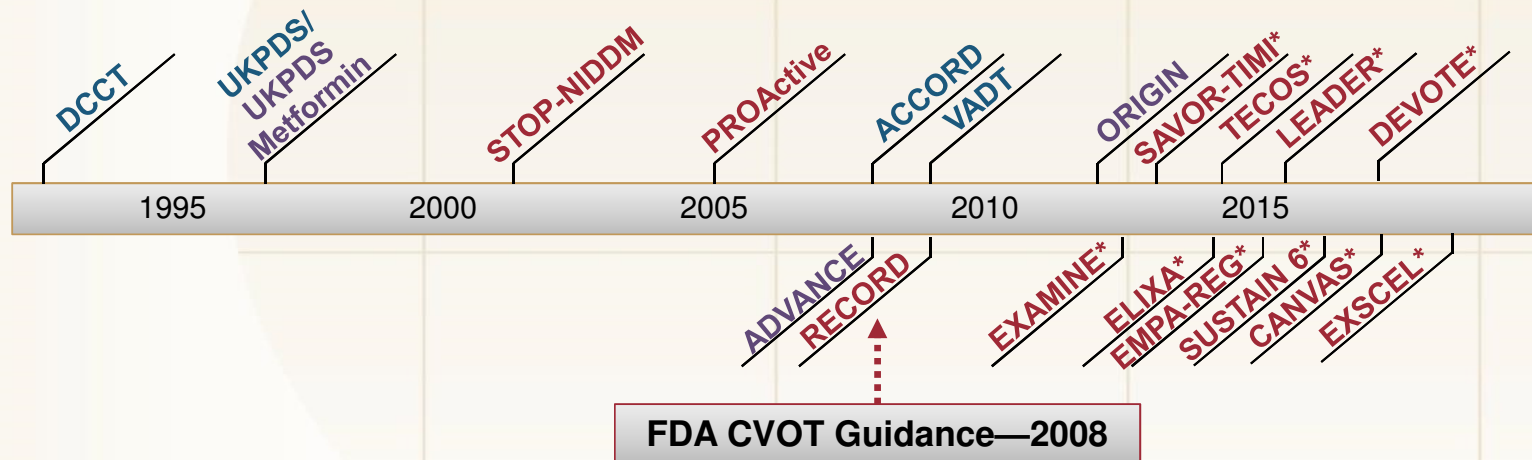 DCCT
UKPDS/
UKPDS
Metformin
STOP-NIDDM
PROActive
ACCORD
VADT
ORIGIN
SAVOR-TIMI*
TECOS*
LEADER*
DEVOTE*
1995 2000 2005 2010 2015
ADVANCE
RECORD
EXAMINE*
ELIXA*
EMPA-REG*
SUSTAIN 6*
CANVAS*
EXSCEL*
FDA CVOT Guidance—2008